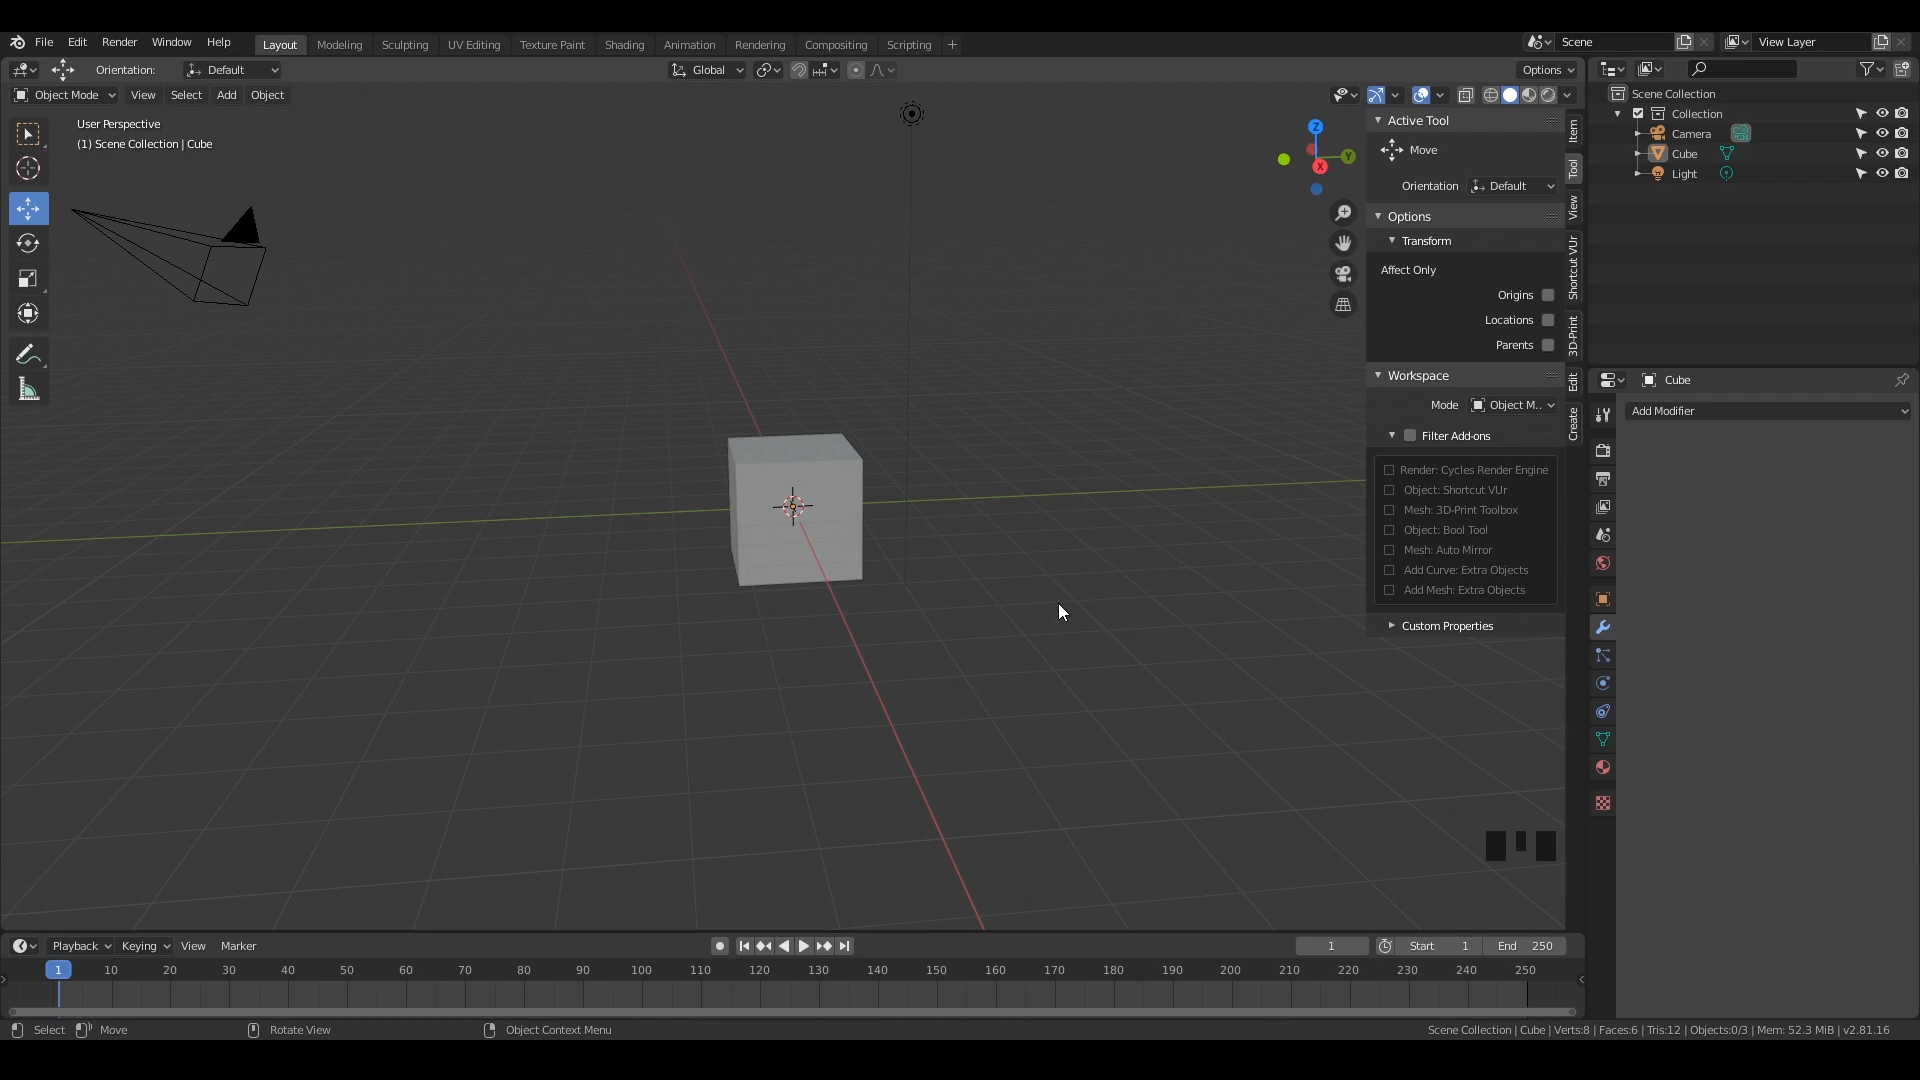 File Edit Render Window Help Layout Modeling Sculpting UV Editing Texture Paint Shading Animation Rendering Compositing Scripting + Scene View Layer
Orientation: Default Global Options
Object Mode View Select Add Object
User Perspective
(1) Scene Collection | Cube
Z
Y
X
Active Tool
Move
Orientation Default
Options
Transform
Affect Only
Origins
Locations
Parents
Workspace
Mode Object M..
Filter Add-ons
Render: Cycles Render Engine
Object: Shortcut VUr
Mesh: 3D-Print Toolbox
Object: Bool Tool
Mesh: Auto Mirror
Add Curve: Extra Objects
Add Mesh: Extra Objects
Custom Properties
Item
Tool
View
Shortcut VUr
3D-Print
Edit
Create
Scene Collection
Collection
Camera
Cube
Light
Cube
Add Modifier
Playback Keying View Marker 1 Start 1 End 250
1 10 20 30 40 50 60 70 80 90 100 110 120 130 140 150 160 170 180 190 200 210 220 230 240 250
Select Move Rotate View Object Context Menu Scene Collection | Cube | Verts:8 | Faces:6 | Tris:12 | Objects:0/3 | Mem: 52.3 MiB | v2.81.16